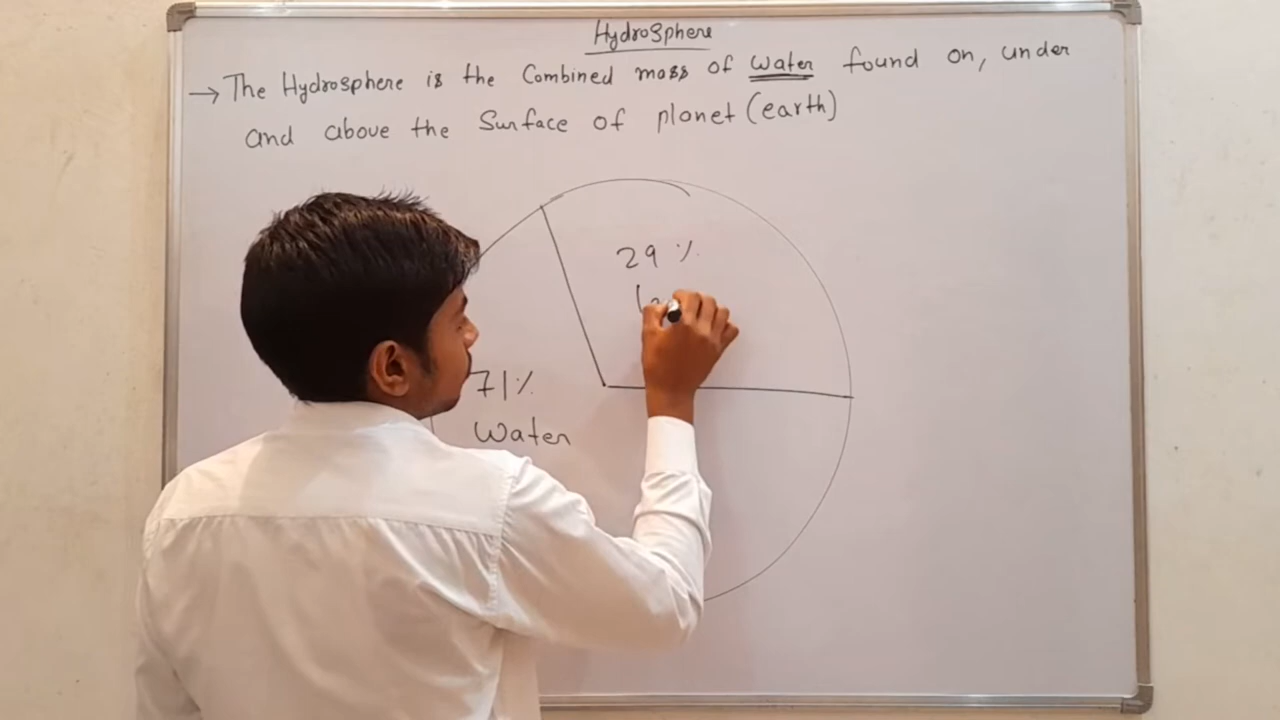 Hydrosphere
→ The Hydrosphere is the Combined mass of Water found on, under
and above the Surface of planet (earth)
29 %
71%
Water